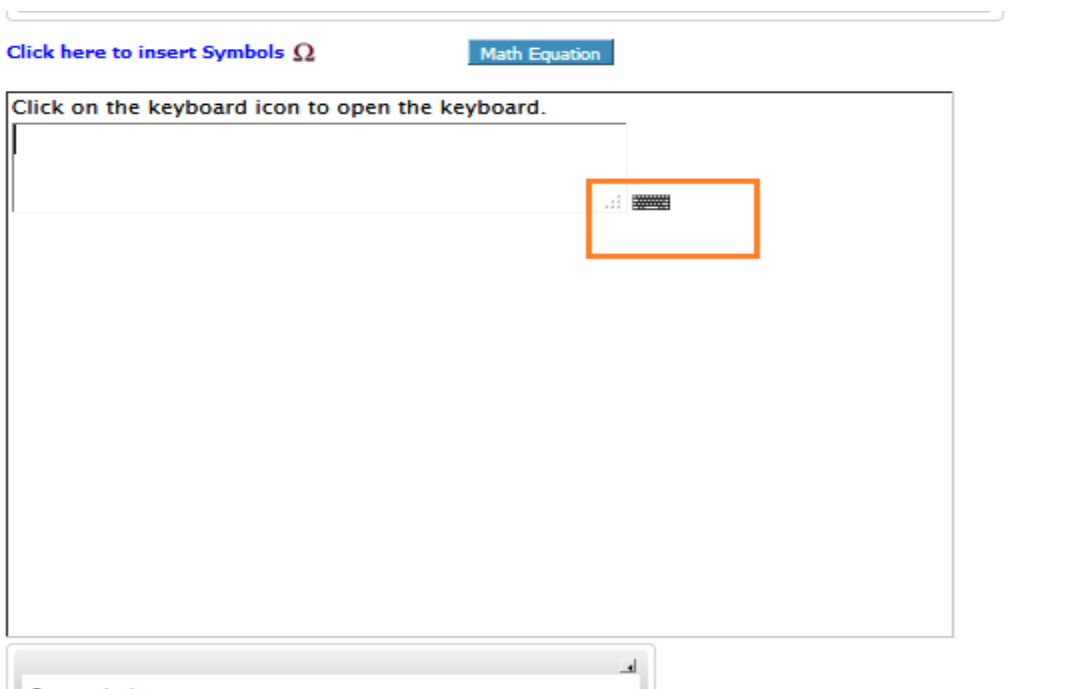 Click here to insert Symbols Ω
Math Equation
Click on the keyboard icon to open the keyboard.